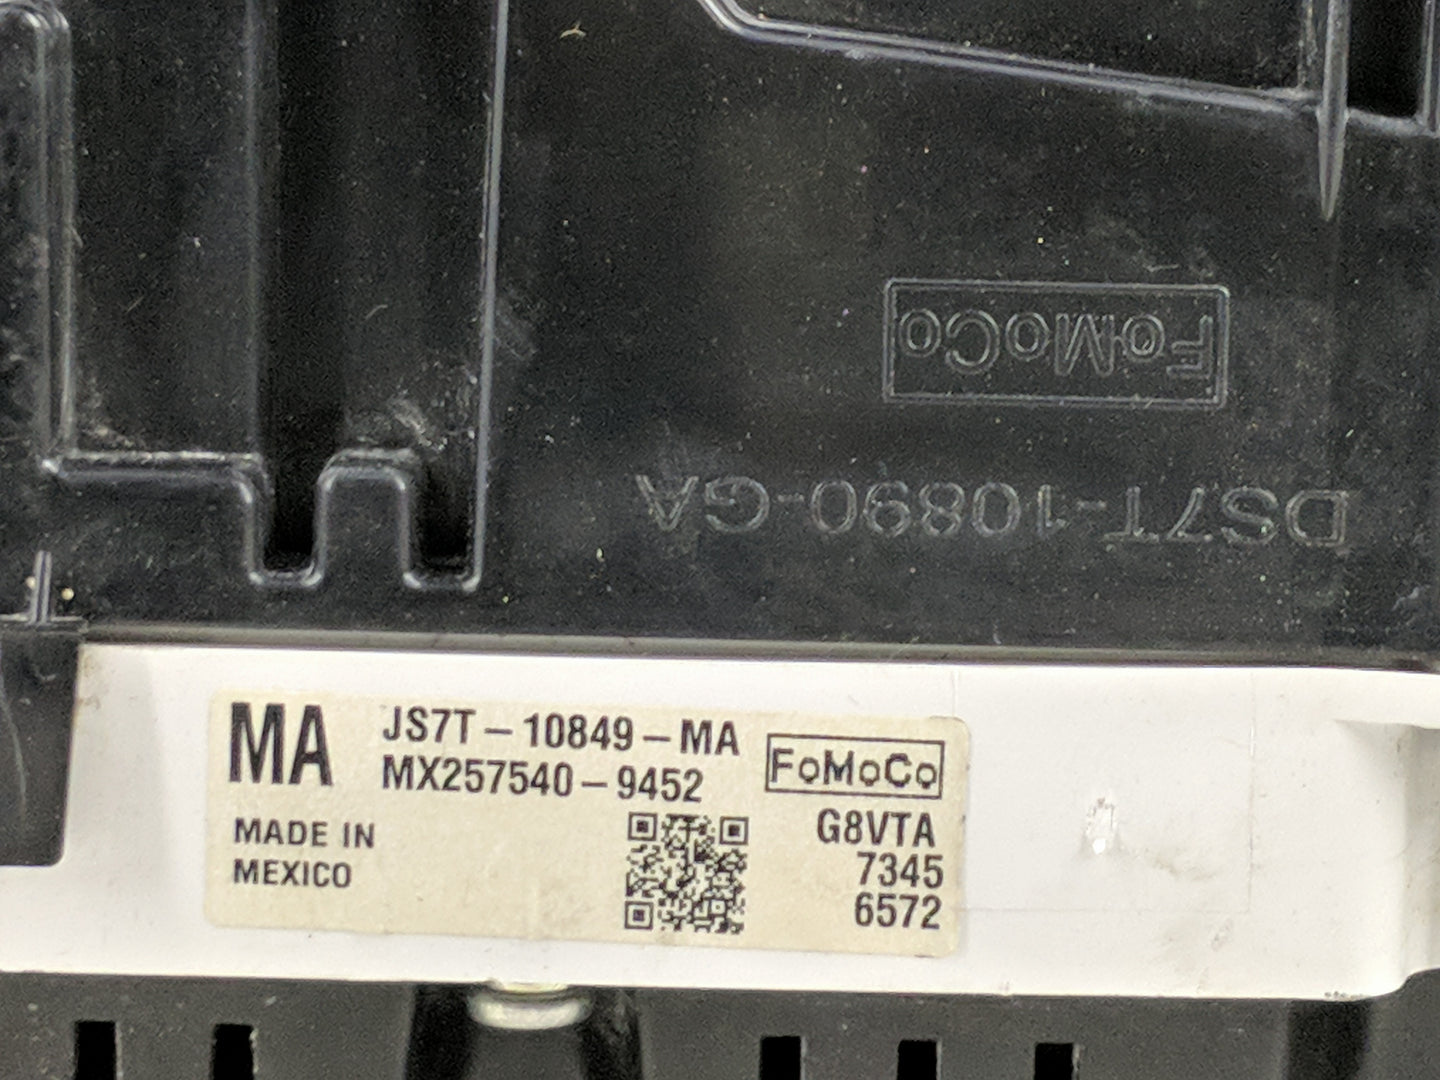 FoMoCo
DS7T-10890-GA
MA
JS7T-10849-MA
MX257540-9452
FoMoCo
MADE IN
MEXICO
G8VTA
7345
6572